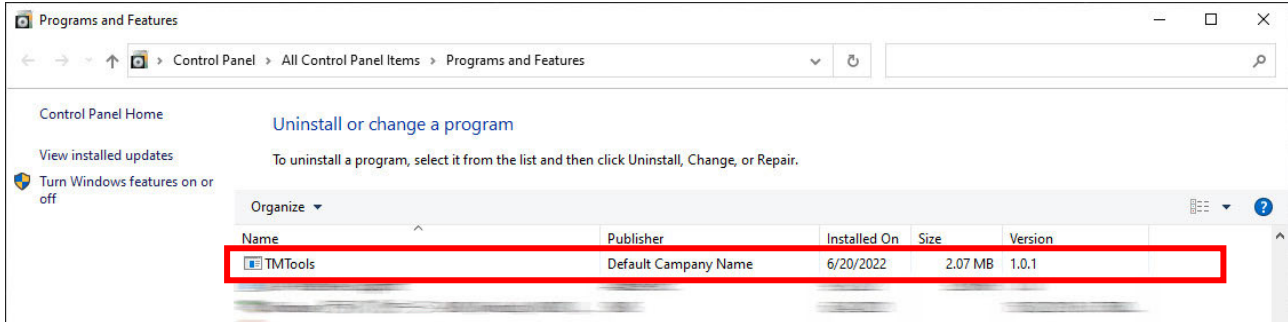 Programs and Features
Control Panel > All Control Panel Items > Programs and Features
Control Panel Home
Uninstall or change a program
View installed updates
To uninstall a program, select it from the list and then click Uninstall, Change, or Repair.
Turn Windows features on or
off
Organize
Name Publisher Installed On Size Version
TMTools Default Campany Name 6/20/2022 2.07 MB 1.0.1